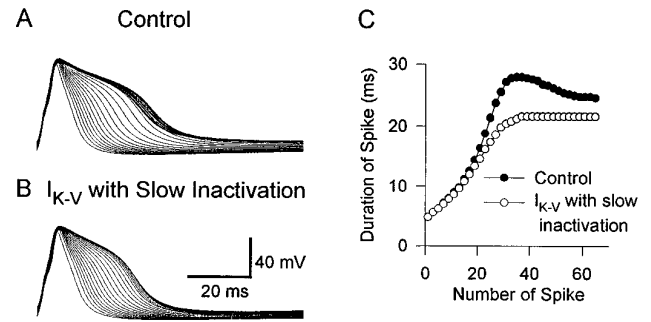 A
Control
B
I K-V with Slow Inactivation
40 mV
20 ms
C
Duration of Spike (ms)
30
20
10
0
Control
I K-V with slow
inactivation
0
20
40
60
Number of Spike